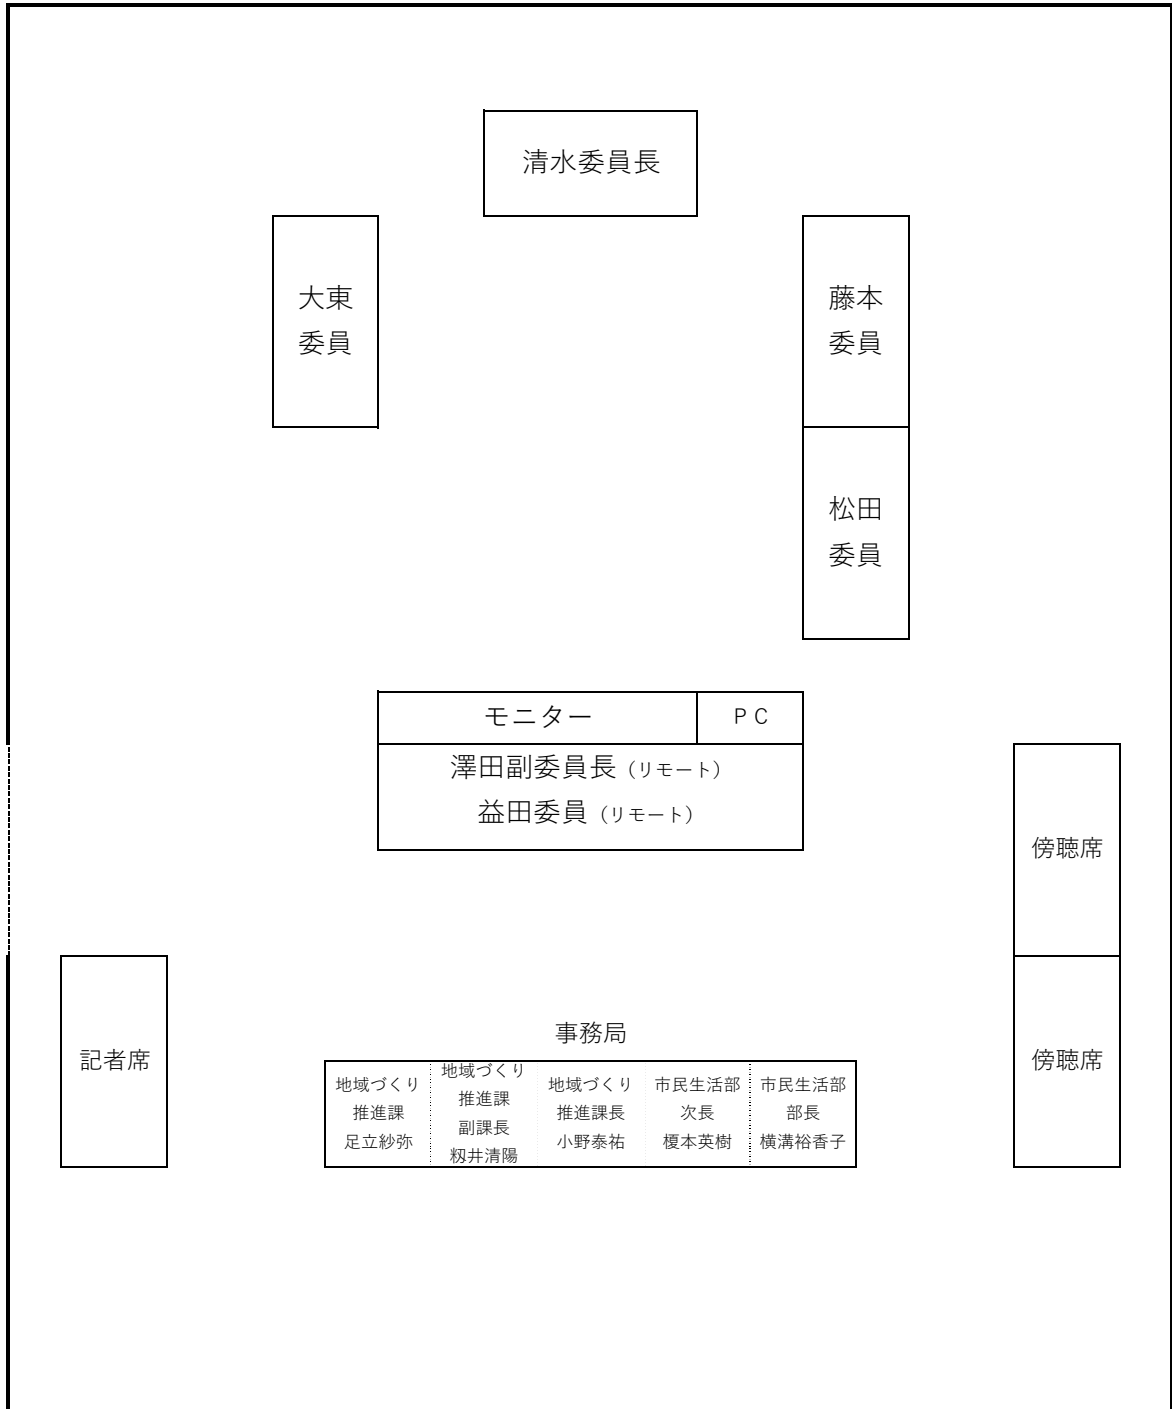 清水委員長
大東
委員
藤本
委員
松田
委員
モニター
ＰＣ
澤田副委員長（リモート）
益田委員（リモート）
傍聴席
記者席
傍聴席
事務局
地域づくり
推進課
足立紗弥
地域づくり
推進課
副課長
籾井清陽
地域づくり
推進課長
小野泰祐
市民生活部
次長
榎本英樹
市民生活部
部長
横溝裕香子